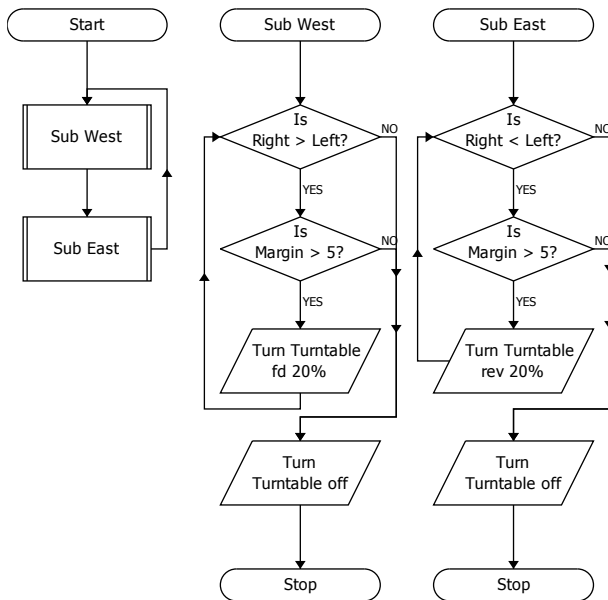 Start
Sub West
Sub East
Sub West
Is
Right > Left?
NO
YES
Is
Margin > 5?
NO
YES
Turn Turntable
fd 20%
Turn
Turntable off
Stop
Sub East
Is
Right < Left?
NO
YES
Is
Margin > 5?
NO
YES
Turn Turntable
rev 20%
Turn
Turntable off
Stop